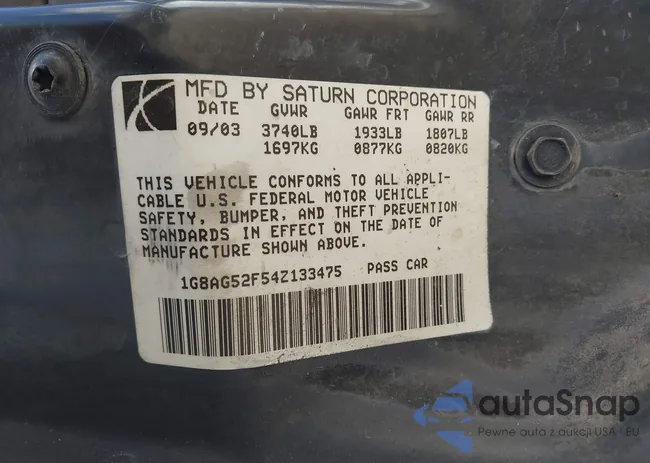 MFD BY SATURN CORPORATION
DATE GVWR GAWR FRT GAWR RR
09/03 3740LB 1933LB 1807LB
1697KG 0877KG 0820KG
THIS VEHICLE CONFORMS TO ALL APPLI-
CABLE U.S. FEDERAL MOTOR VEHICLE
SAFETY, BUMPER, AND THEFT PREVENTION
STANDARDS IN EFFECT ON THE DATE OF
MANUFACTURE SHOWN ABOVE.
1G8AG52F54Z133475 PASS CAR
autaSnap
Pewne auta z aukcji USA - EU